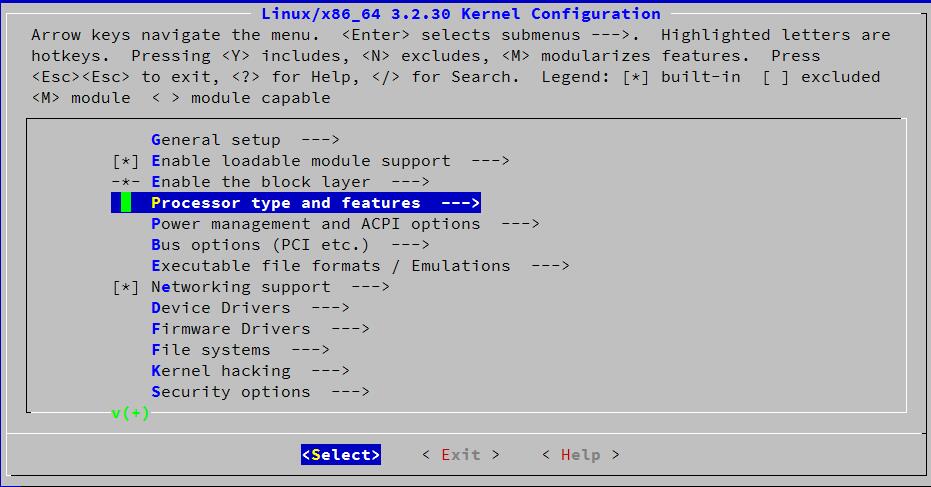 Linux/x86_64 3.2.30 Kernel Configuration
Arrow keys navigate the menu.  <Enter> selects submenus --->.  Highlighted letters are
hotkeys.  Pressing <Y> includes, <N> excludes, <M> modularizes features.  Press
<Esc><Esc> to exit, <?> for Help, </> for Search.  Legend: [*] built-in  [ ] excluded
<M> module  < > module capable
General setup  --->
[*] Enable loadable module support  --->
-*- Enable the block layer  --->
Processor type and features  --->
Power management and ACPI options  --->
Bus options (PCI etc.)  --->
Executable file formats / Emulations  --->
[*] Networking support  --->
Device Drivers  --->
Firmware Drivers  --->
File systems  --->
Kernel hacking  --->
Security options  --->
v(+)
<Select>    < Exit >    < Help >